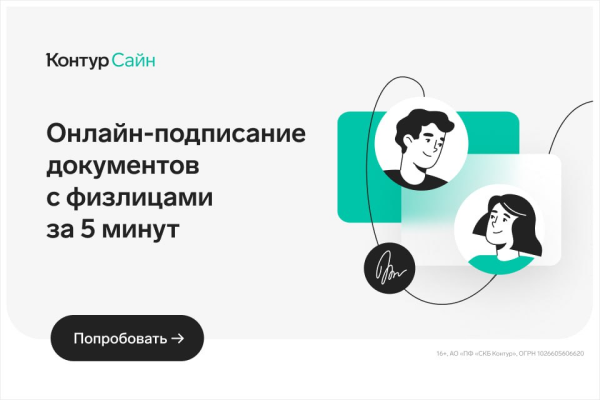 Контур Сайн
Онлайн-подписание
документов
с физлицами
за 5 минут
Попробовать →
16+, АО «ПФ «СКБ Контур», ОГРН 1026605606620